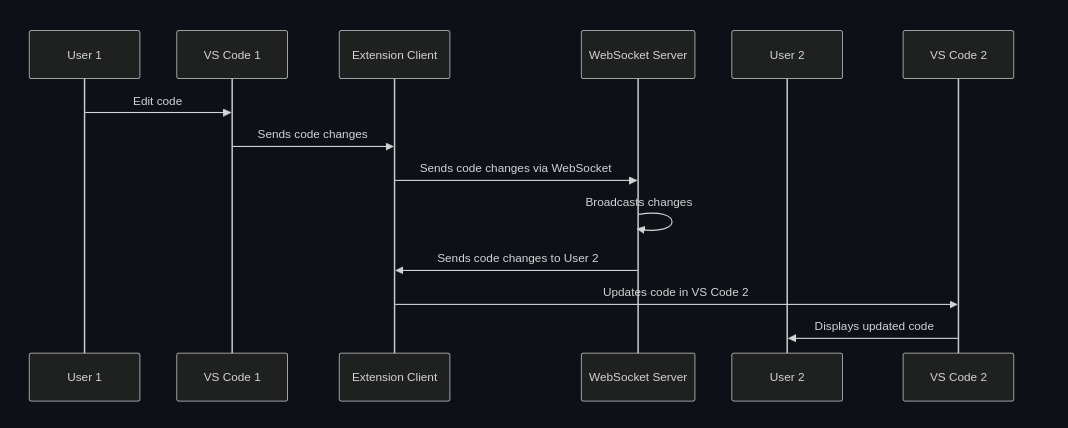 User 1
VS Code 1
Extension Client
WebSocket Server
User 2
VS Code 2
Edit code
Sends code changes
Sends code changes via WebSocket
Broadcasts changes
Sends code changes to User 2
Updates code in VS Code 2
Displays updated code
User 1
VS Code 1
Extension Client
WebSocket Server
User 2
VS Code 2